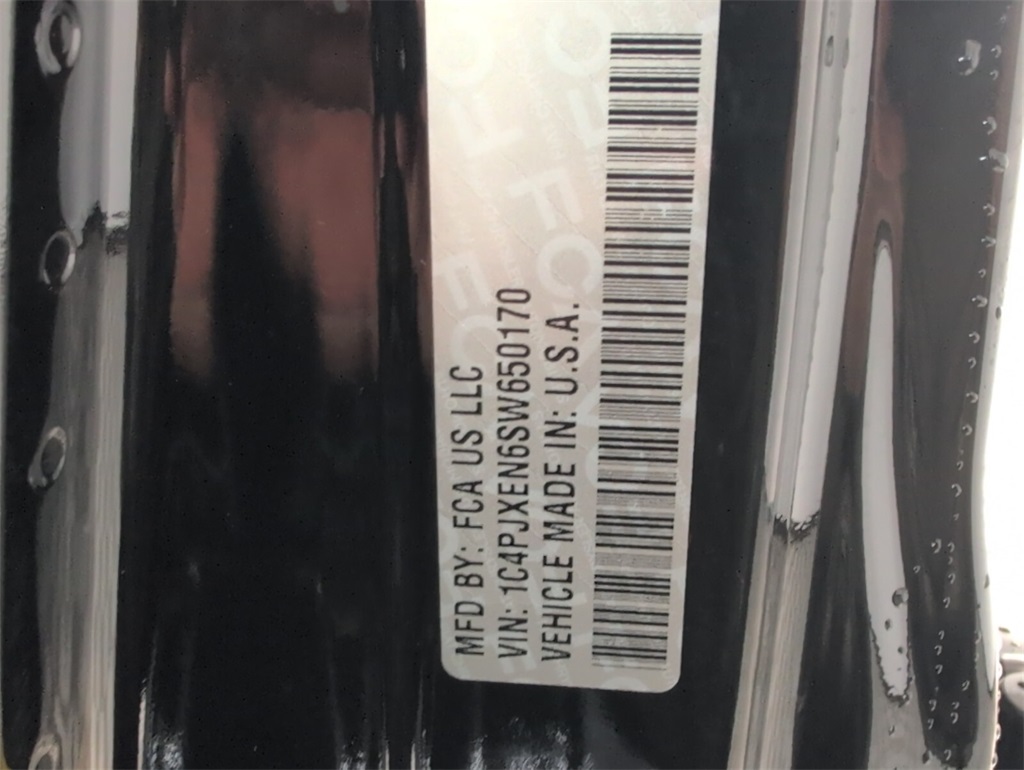 MFD BY: FCA US LLC
VIN: 1C4PJXEN6SW650170
VEHICLE MADE IN: U.S.A.